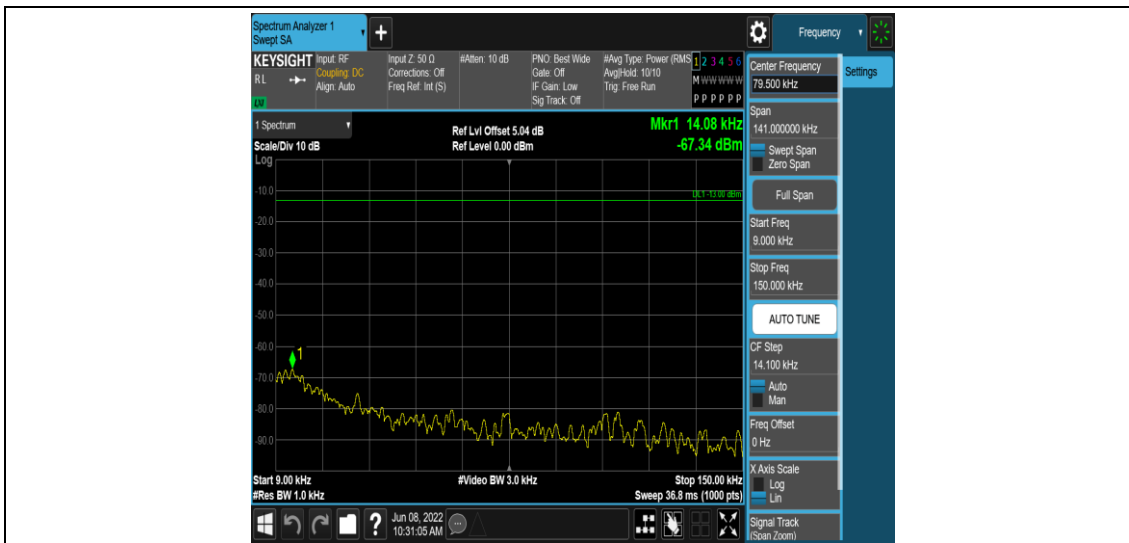 Spectrum Analyzer 1
Swept SA
Frequency
KEYSIGHT
RL
LXI
Input: RF
Coupling: DC
Align: Auto
Input Z: 50 Ω
Corrections: Off
Freq Ref: Int (S)
#Atten: 10 dB
PNO: Best Wide
Gate: Off
IF Gain: Low
Sig Track: Off
#Avg Type: Power (RMS
Avg|Hold: 10/10
Trig: Free Run
1 2 3 4 5 6
M W W W W W
P P P P P P
1 Spectrum
Scale/Div 10 dB
Ref Lvl Offset 5.04 dB
Ref Level 0.00 dBm
Mkr1 14.08 kHz
-67.34 dBm
Log
DL1 -13.00 dBm
-10.0
-20.0
-30.0
-40.0
-50.0
-60.0
-70.0
-80.0
-90.0
1
Start 9.00 kHz
#Res BW 1.0 kHz
#Video BW 3.0 kHz
Stop 150.00 kHz
Sweep 36.8 ms (1000 pts)
?
Jun 08, 2022
10:31:05 AM
Center Frequency
79.500 kHz
Settings
Span
141.000000 kHz
Swept Span
Zero Span
Full Span
Start Freq
9.000 kHz
Stop Freq
150.000 kHz
AUTO TUNE
CF Step
14.100 kHz
Auto
Man
Freq Offset
0 Hz
X Axis Scale
Log
Lin
Signal Track
(Span Zoom)